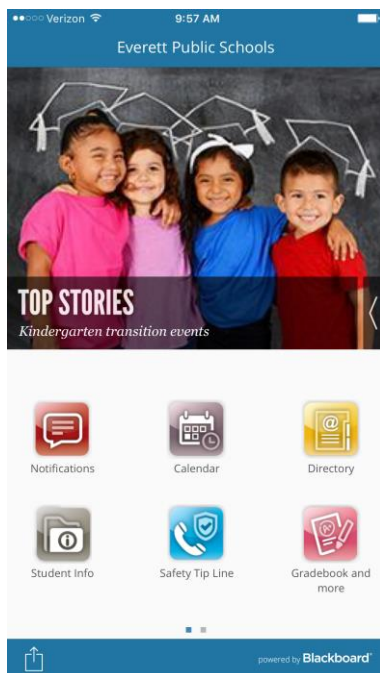 Verizon 9:57 AM
Everett Public Schools
TOP STORIES
Kindergarten transition events
Notifications Calendar Directory
Student Info Safety Tip Line Gradebook and
more
powered by Blackboard